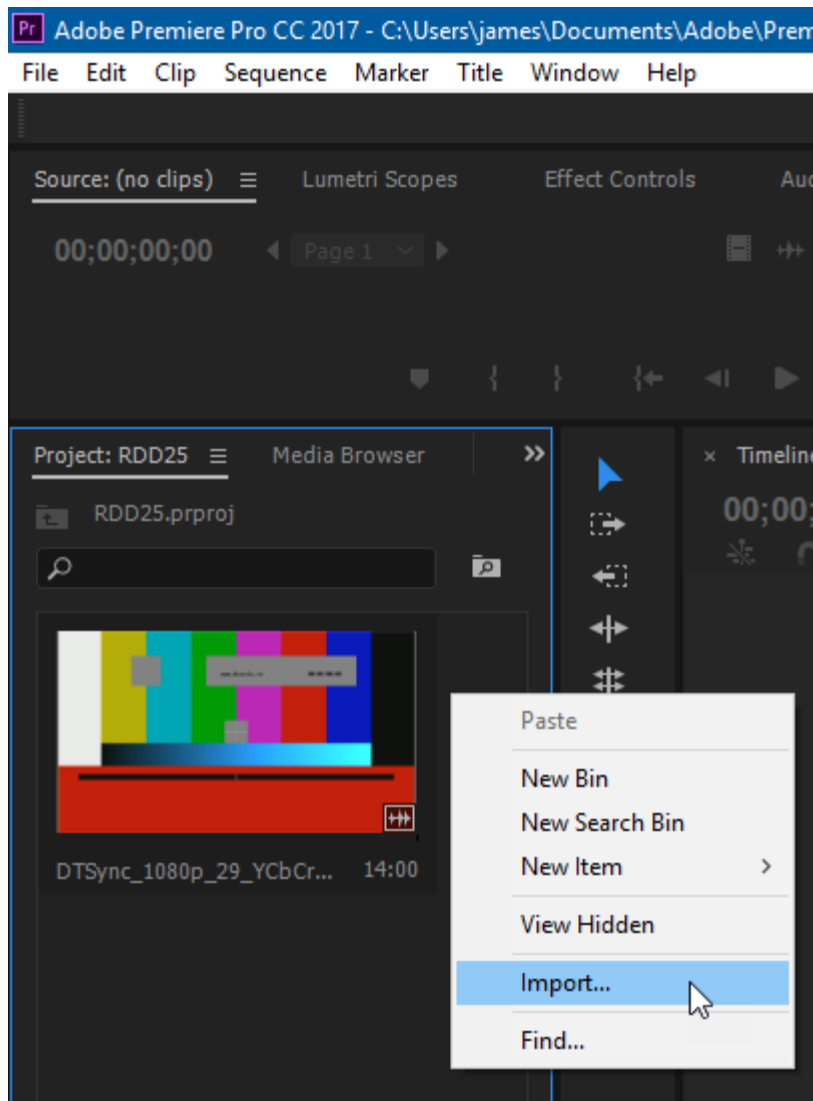 Pr Adobe Premiere Pro CC 2017 - C:\Users\james\Documents\Adobe\Prem
File Edit Clip Sequence Marker Title Window Help
Source: (no clips) Lumetri Scopes Effect Controls Auc
00;00;00;00 Page 1
Project: RDD25 Media Browser × Timeline
RDD25.prproj 00;00;
DTSync_1080p_29_YCbCr... 14:00
Paste
New Bin
New Search Bin
New Item
View Hidden
Import...
Find...